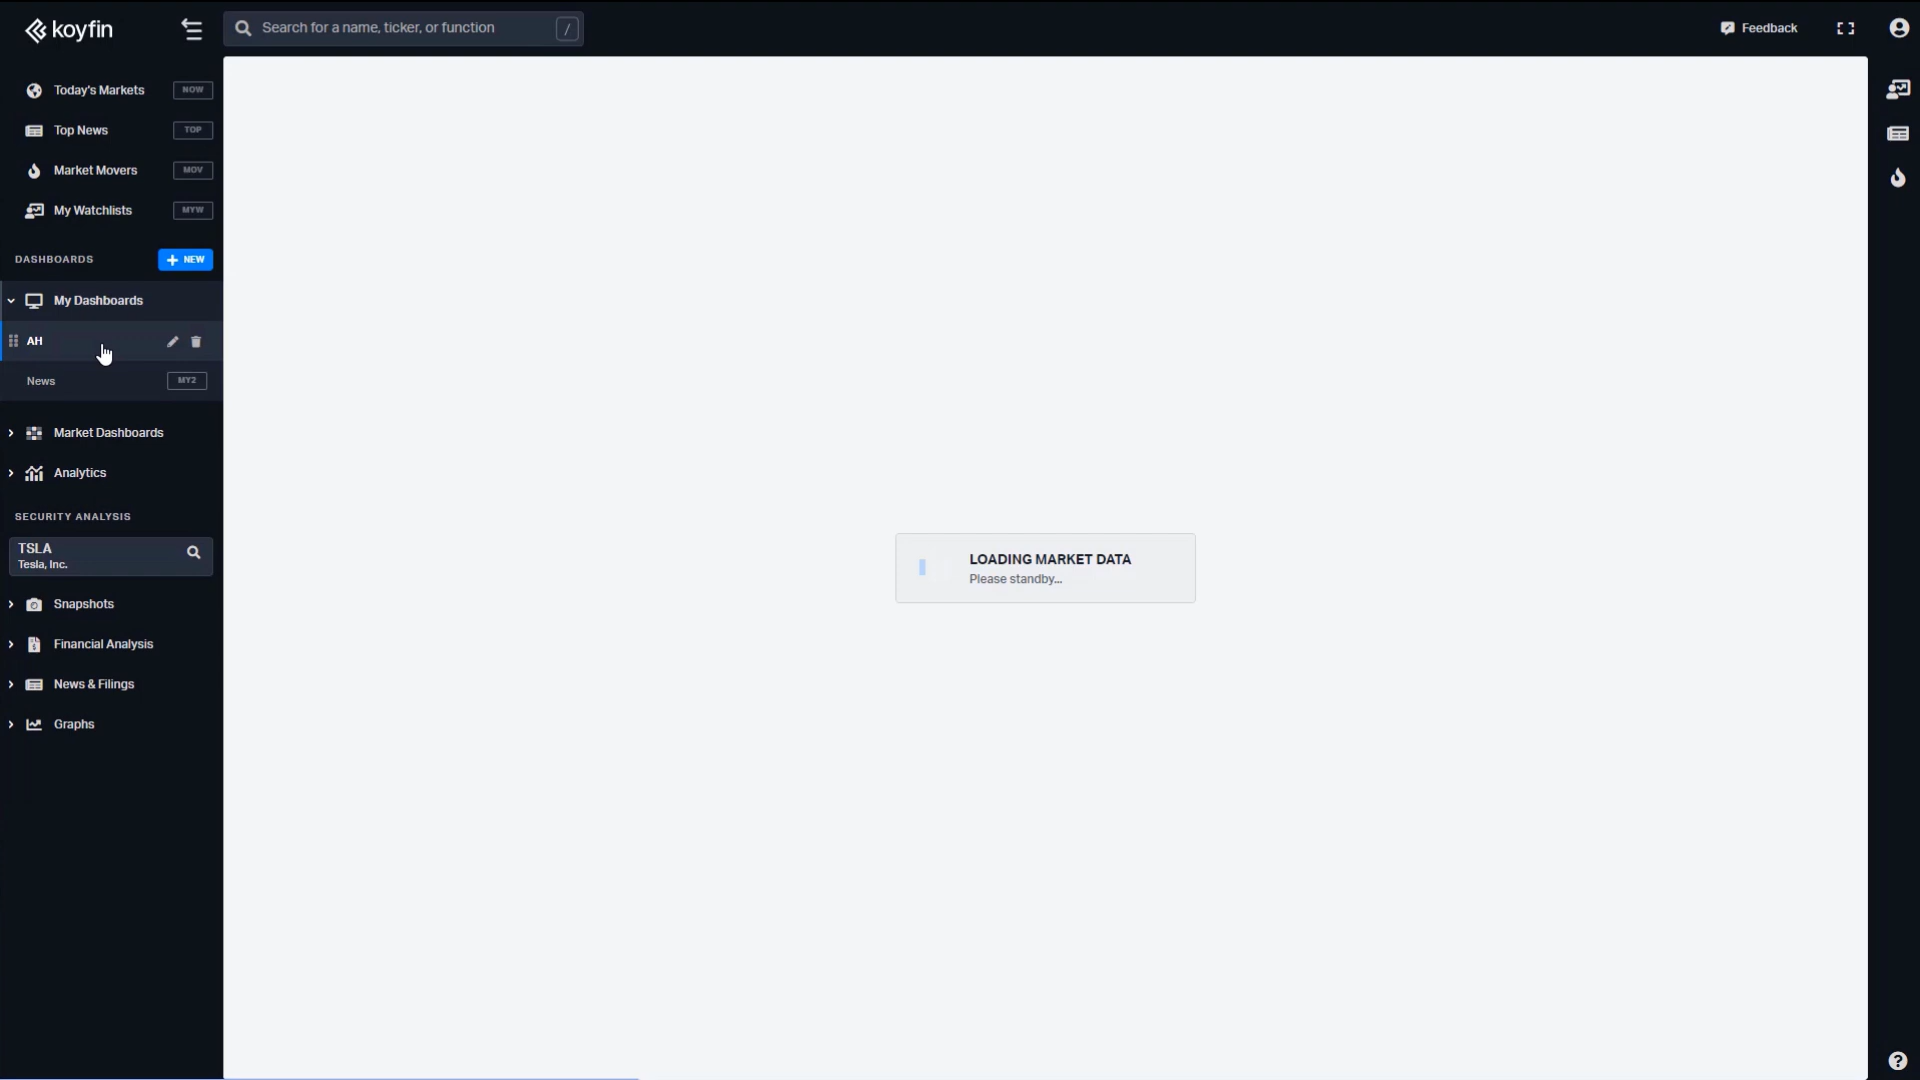 koyfin
Search for a name, ticker, or function /
Feedback
Today's Markets NOW
Top News TOP
Market Movers MOV
My Watchlists MYW
DASHBOARDS + NEW
My Dashboards
AH
News MY2
Market Dashboards
Analytics
SECURITY ANALYSIS
TSLA
Tesla, Inc.
Snapshots
Financial Analysis
News & Filings
Graphs
LOADING MARKET DATA
Please standby...
?